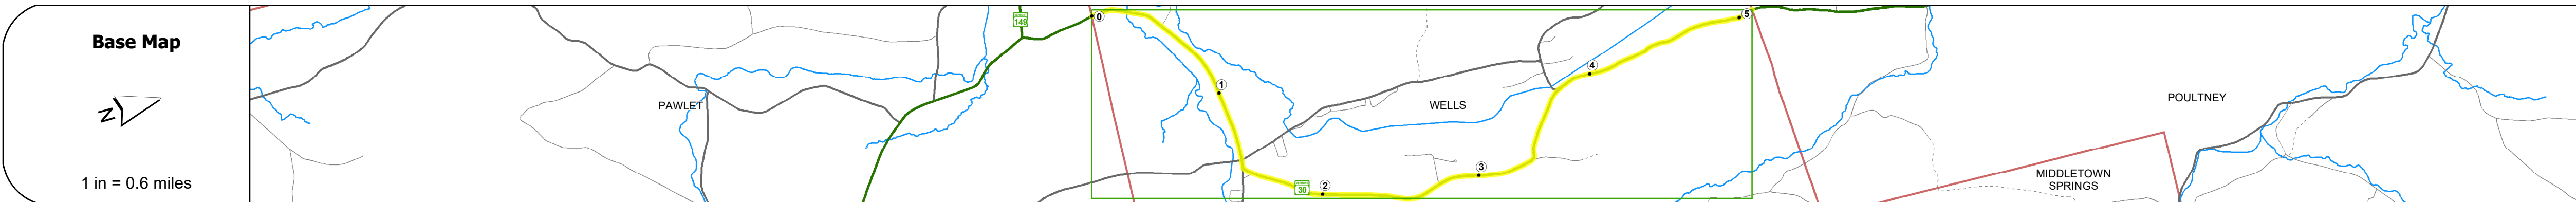 Base Map
N
1 in = 0.6 miles
149
0
5
4
1
PAWLET
WELLS
POULTNEY
3
MIDDLETOWN
SPRINGS
30
2